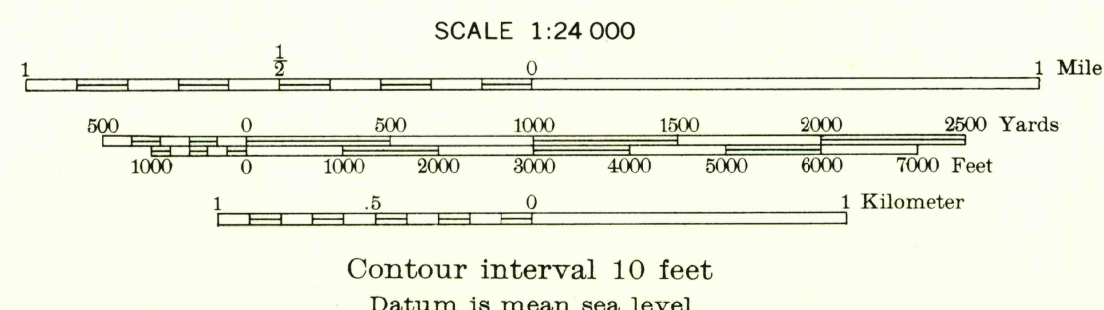 SCALE 1:24 000
1 1/2 0 1 Mile
500 0 500 1000 1500 2000 2500 Yards
1000 0 1000 2000 3000 4000 5000 6000 7000 Feet
1 .5 0 1 Kilometer
Contour interval 10 feet
Datum is mean sea level